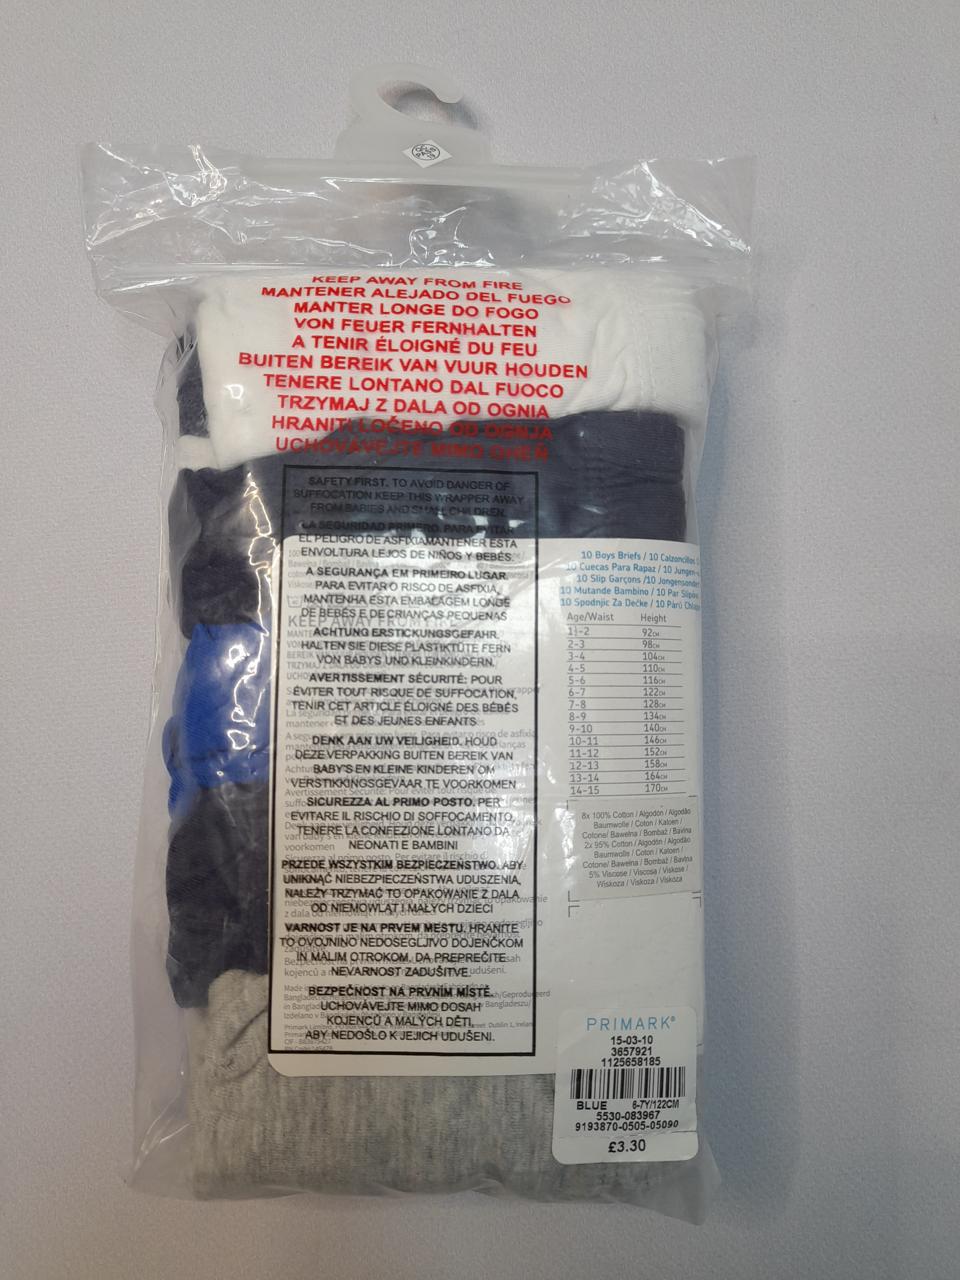 KEEP AWAY FROM FIRE
MANTENER ALEJADO DEL FUEGO
MANTER LONGE DO FOGO
VON FEUER FERNHALTEN
A TENIR ÉLOIGNÉ DU FEU
BUITEN BEREIK VAN VUUR HOUDEN
TENERE LONTANO DAL FUOCO
TRZYMAJ Z DALA OD OGNIA
HRANITI LOČENO OD OGNJA
UCHOVÁVEJTE MIMO OHEŇ
SAFETY FIRST. TO AVOID DANGER OF
SUFFOCATION KEEP THIS WRAPPER AWAY
FROM BABIES AND SMALL CHILDREN.
LA SEGURIDAD PRIMERO. PARA EVITAR
EL PELIGRO DE ASFIXIA MANTENER ESTA
ENVOLTURA LEJOS DE NIÑOS Y BEBÉS.
A SEGURANÇA EM PRIMEIRO LUGAR.
PARA EVITAR O RISCO DE ASFIXIA,
MANTENHA ESTA EMBALAGEM LONGE
DE BEBÉS E DE CRIANÇAS PEQUENAS
ACHTUNG ERSTICKUNGSGEFAHR.
HALTEN SIE DIESE PLASTIKTÜTE FERN
VON BABYS UND KLEINKINDERN.
AVERTISSEMENT SÉCURITÉ: POUR
ÉVITER TOUT RISQUE DE SUFFOCATION,
TENIR CET ARTICLE ÉLOIGNÉ DES BÉBÉS
ET DES JEUNES ENFANTS
DENK AAN UW VEILIGHEID. HOUD
DEZE VERPAKKING BUITEN BEREIK VAN
BABY'S EN KLEINE KINDEREN OM
VERSTIKKINGSGEVAAR TE VOORKOMEN
SICUREZZA AL PRIMO POSTO. PER
EVITARE IL RISCHIO DI SOFFOCAMENTO,
TENERE LA CONFEZIONE LONTANO DA
NEONATI E BAMBINI
PRZEDE WSZYSTKIM BEZPIECZEŃSTWO. ABY
UNIKNĄĆ NIEBEZPIECZEŃSTWA UDUSZENIA,
NALEŻY TRZYMAĆ TO OPAKOWANIE Z DALA
OD NIEMOWLĄT I MAŁYCH DZIECI
VARNOST JE NA PRVEM MESTU. HRANITE
TO OVOJNINO NEDOSEGLJIVO DOJENČKOM
IN MALIM OTROKOM, DA PREPREČITE
NEVARNOST ZADUŠITVE.
BEZPEČNOST NA PRVNÍM MÍSTĚ.
UCHOVÁVEJTE MIMO DOSAH
KOJENCŮ A MALÝCH DĚTÍ,
ABY NEDOŠLO K JEJICH UDUŠENÍ.
10 Boys Briefs / 10 Calzoncillos
10 Cuecas Para Rapaz / 10 Jungen
10 Slip Garçons /10 Jongensonder
10 Mutande Bambino / 10 Par Slipów
10 Spodnjic Za Dečke / 10 Párů
Age/Waist Height
1½-2 92CM
2-3 98CM
3-4 104CM
4-5 110CM
5-6 116CM
6-7 122CM
7-8 128CM
8-9 134CM
9-10 140CM
10-11 146CM
11-12 152CM
12-13 158CM
13-14 164CM
14-15 170CM
8x 100% Cotton / Algodón / Algodão
Baumwolle / Coton / Katoen /
Cotone/ Bawełna / Bombaž / Bavlna
2x 95% Cotton / Algodón / Algodão
Baumwolle / Coton / Katoen /
Cotone/ Bawełna / Bombaž / Bavlna
5% Viscose / Viscosa / Viskose /
Wiskoza / Viskoza / Viskóza
PRIMARK®
15-03-10
3657921
1125658185
BLUE 6-7Y/122CM
5530-083967
9193870-0505-05090
£3.30